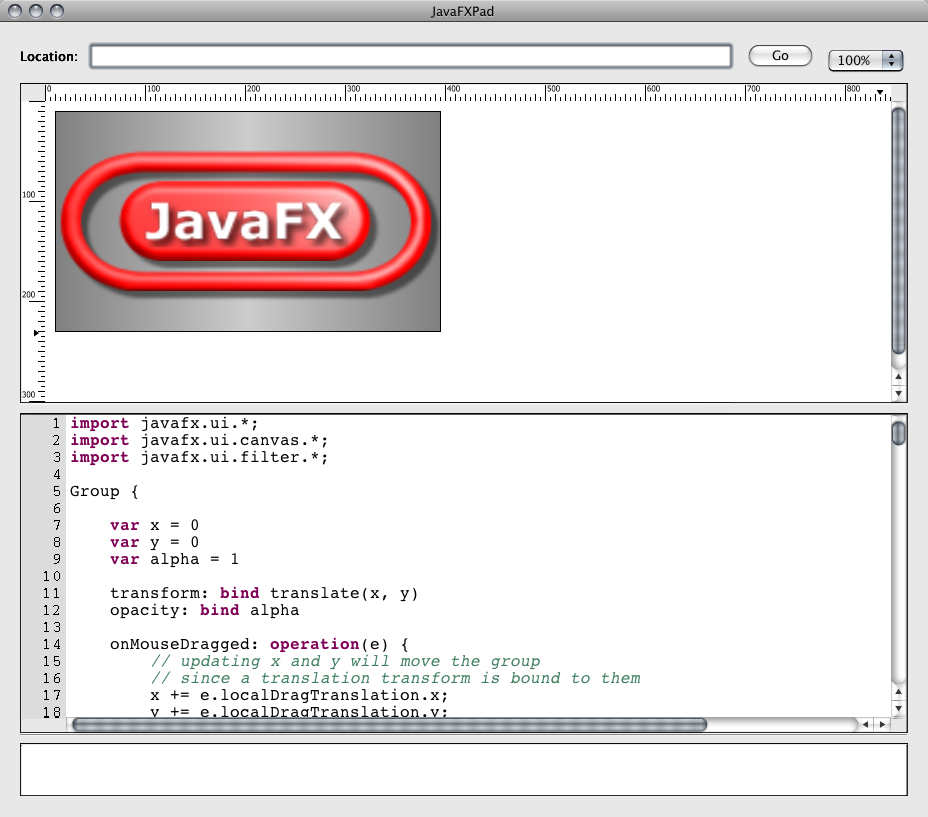 JavaFXPad
Location:
Go
100%
0 100 200 300 400 500 600 700 800
100
200
300
JavaFX
1 import javafx.ui.*;
2 import javafx.ui.canvas.*;
3 import javafx.ui.filter.*;
4
5 Group {
6
7 var x = 0
8 var y = 0
9 var alpha = 1
10
11 transform: bind translate(x, y)
12 opacity: bind alpha
13
14 onMouseDragged: operation(e) {
15 // updating x and y will move the group
16 // since a translation transform is bound to them
17 x += e.localDragTranslation.x;
18 y += e.localDragTranslation.y;